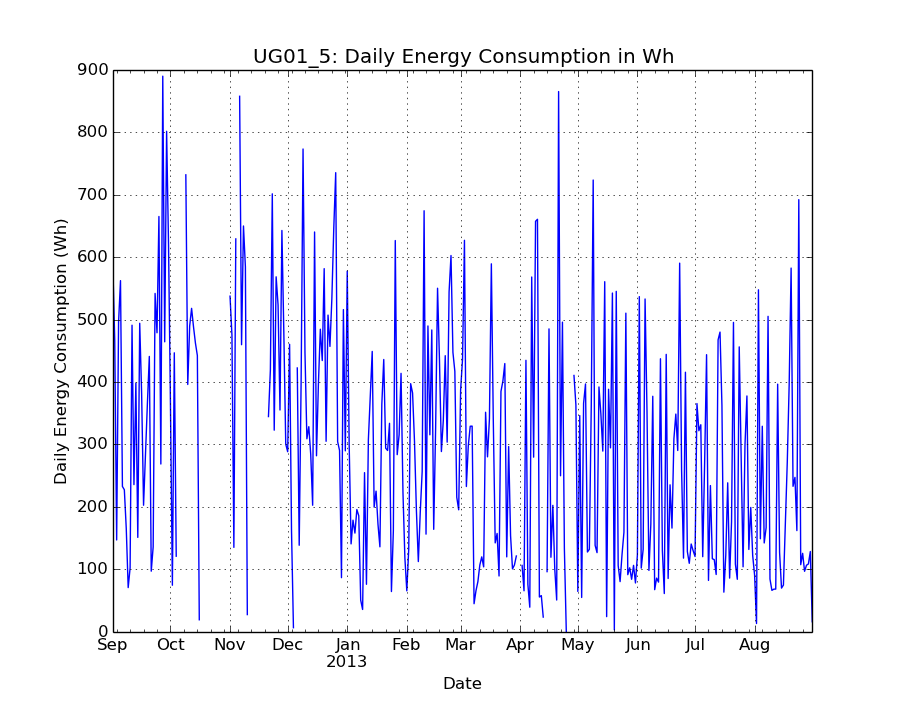 UG01_5: Daily Energy Consumption in Wh
900
800
700
600
500
400
300
200
100
0
Daily Energy Consumption (Wh)
Sep Oct Nov Dec Jan Feb Mar Apr May Jun Jul Aug
2013
Date